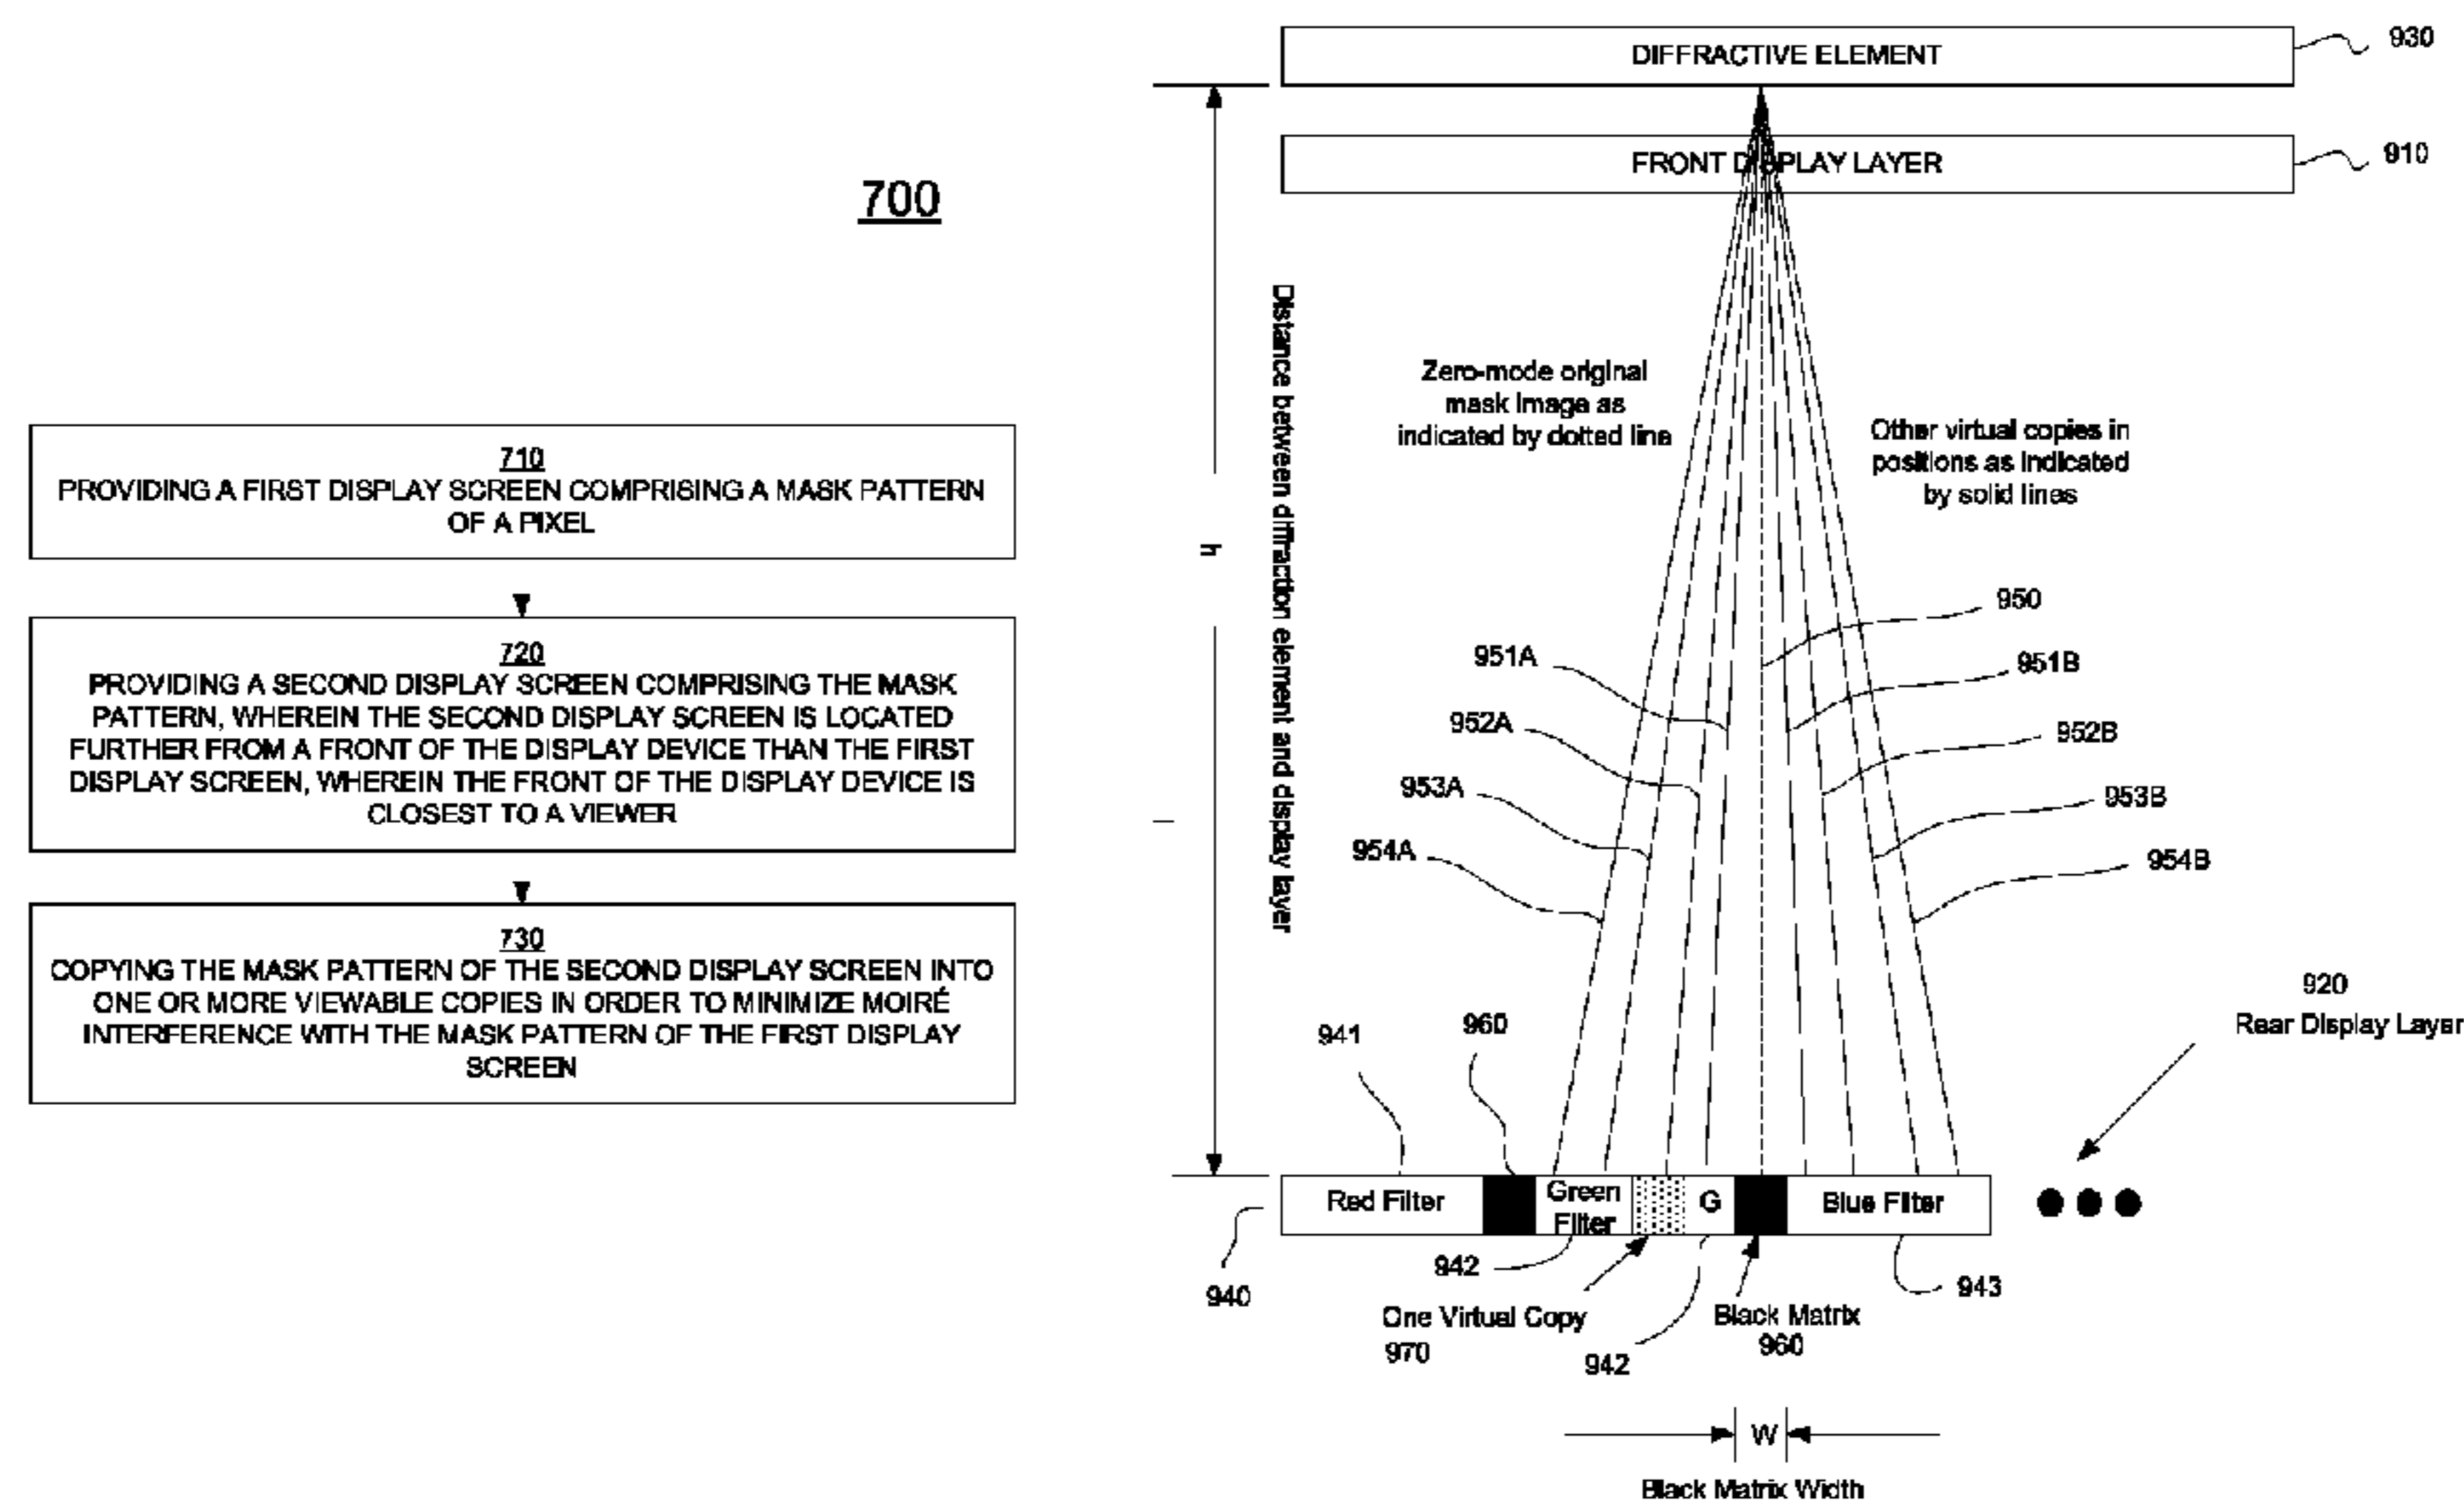 700
710
PROVIDING A FIRST DISPLAY SCREEN COMPRISING A MASK PATTERN
OF A PIXEL
720
PROVIDING A SECOND DISPLAY SCREEN COMPRISING THE MASK
PATTERN, WHEREIN THE SECOND DISPLAY SCREEN IS LOCATED
FURTHER FROM A FRONT OF THE DISPLAY DEVICE THAN THE FIRST
DISPLAY SCREEN, WHEREIN THE FRONT OF THE DISPLAY DEVICE IS
CLOSEST TO A VIEWER
730
COPYING THE MASK PATTERN OF THE SECOND DISPLAY SCREEN INTO
ONE OR MORE VIEWABLE COPIES IN ORDER TO MINIMIZE MOIRÉ
INTERFERENCE WITH THE MASK PATTERN OF THE FIRST DISPLAY
SCREEN
DIFFRACTIVE ELEMENT
930
FRONT DISPLAY LAYER
910
h
Distance between diffraction element and display layer
Zero-mode original
mask image as
indicated by dotted line
Other virtual copies in
positions as indicated
by solid lines
950
951A
951B
952A
952B
953A
953B
954A
954B
920
Rear Display Layer
941
960
Red Filter
Green
Filter
G
Blue Filter
940
942
One Virtual Copy
970
942
Black Matrix
960
943
W
Black Matrix Width